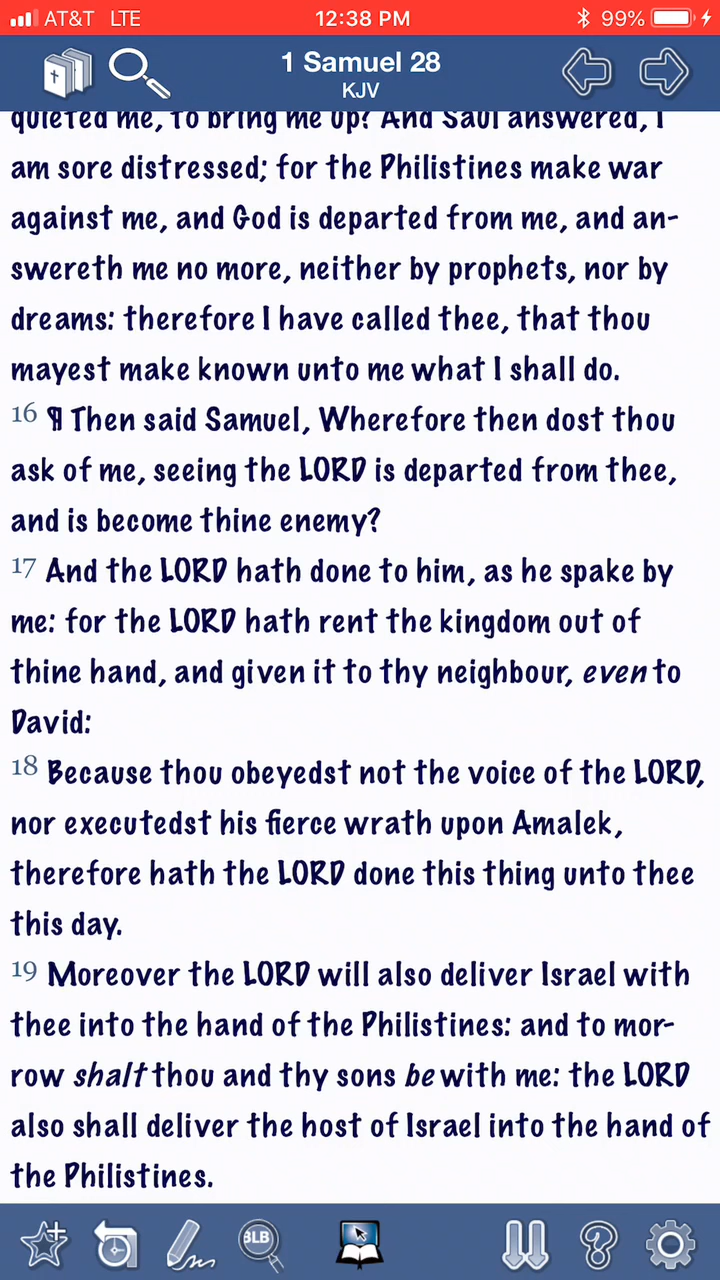 AT&T LTE 12:38 PM 99%
1 Samuel 28
KJV
quieted me, to bring me up? And Saul answered, I
am sore distressed; for the Philistines make war
against me, and God is departed from me, and an-
swereth me no more, neither by prophets, nor by
dreams: therefore I have called thee, that thou
mayest make known unto me what I shall do.
16 ¶ Then said Samuel, Wherefore then dost thou
ask of me, seeing the LORD is departed from thee,
and is become thine enemy?
17 And the LORD hath done to him, as he spake by
me: for the LORD hath rent the kingdom out of
thine hand, and given it to thy neighbour, even to
David:
18 Because thou obeyedst not the voice of the LORD,
nor executedst his fierce wrath upon Amalek,
therefore hath the LORD done this thing unto thee
this day.
19 Moreover the LORD will also deliver Israel with
thee into the hand of the Philistines: and to mor-
row shalt thou and thy sons be with me: the LORD
also shall deliver the host of Israel into the hand of
the Philistines.
BLB